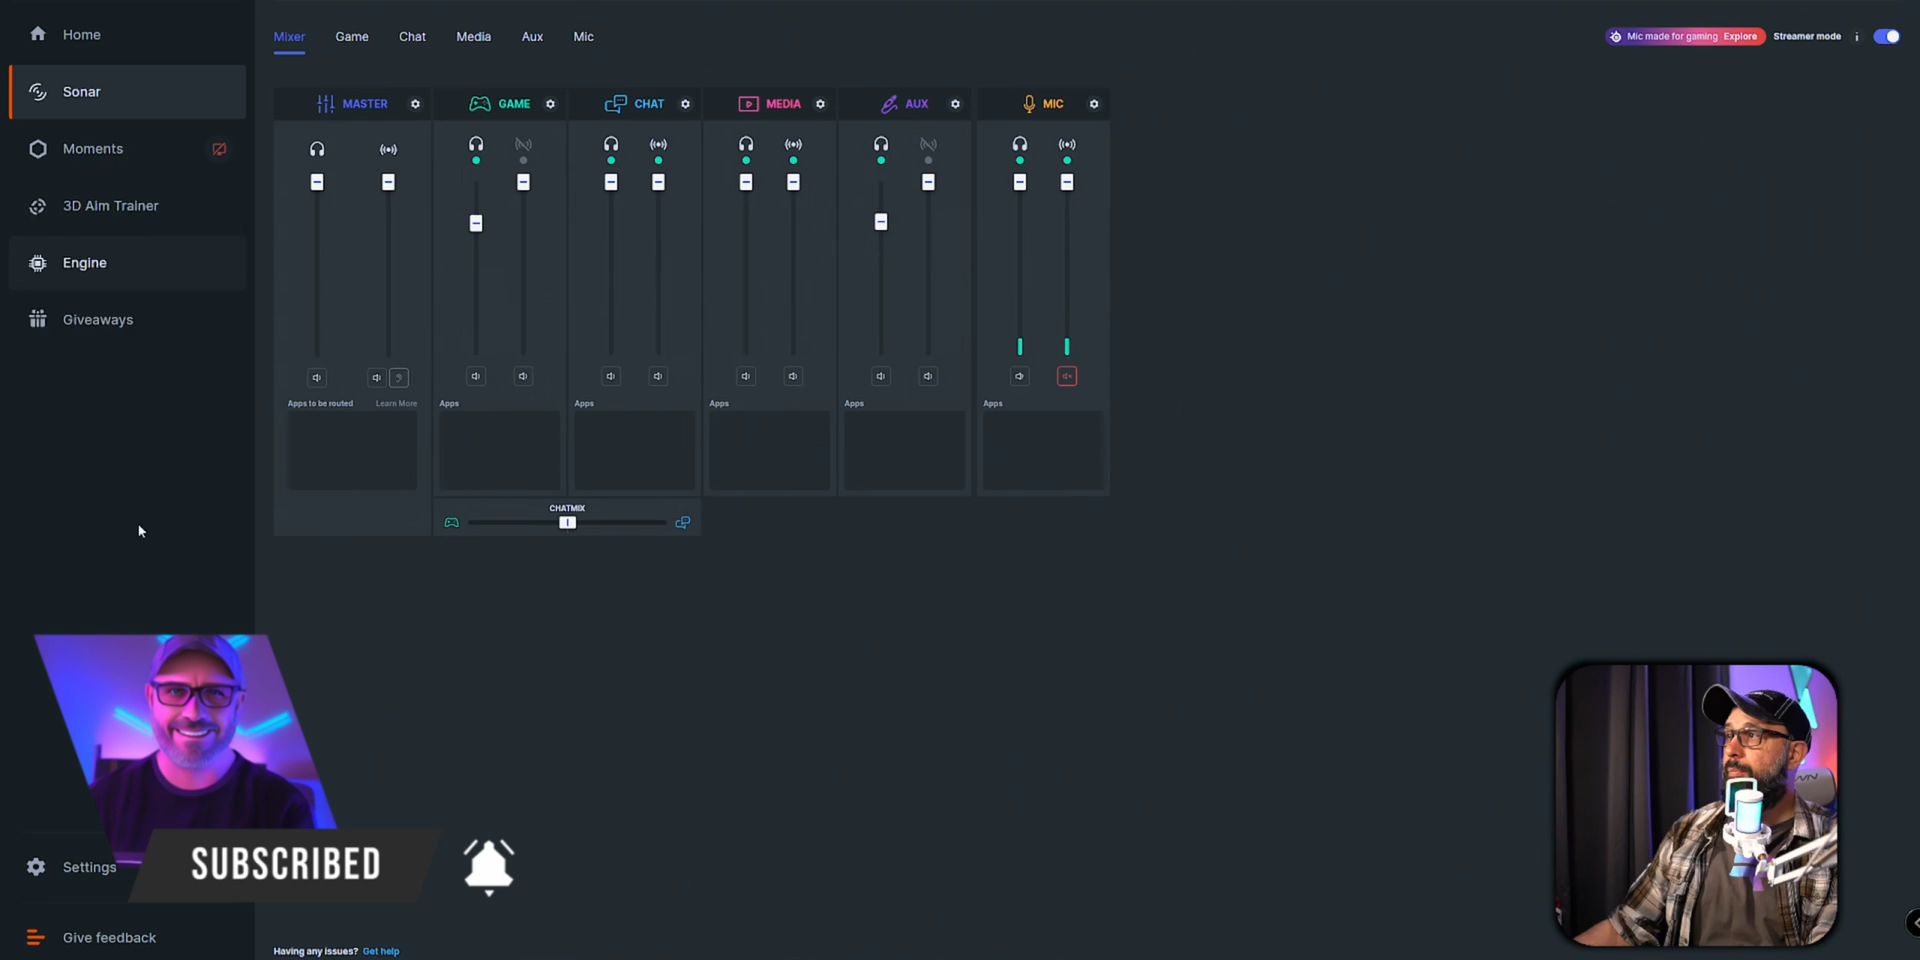 Home
Sonar
Moments
3D Aim Trainer
Engine
Giveaways
Mixer Game Chat Media Aux Mic
Mic made for gaming Explore Streamer mode i
MASTER GAME CHAT MEDIA AUX MIC
Apps to be routed Learn More Apps Apps Apps Apps Apps
CHATMIX
Settings
SUBSCRIBED
Give feedback
Having any issues? Get help